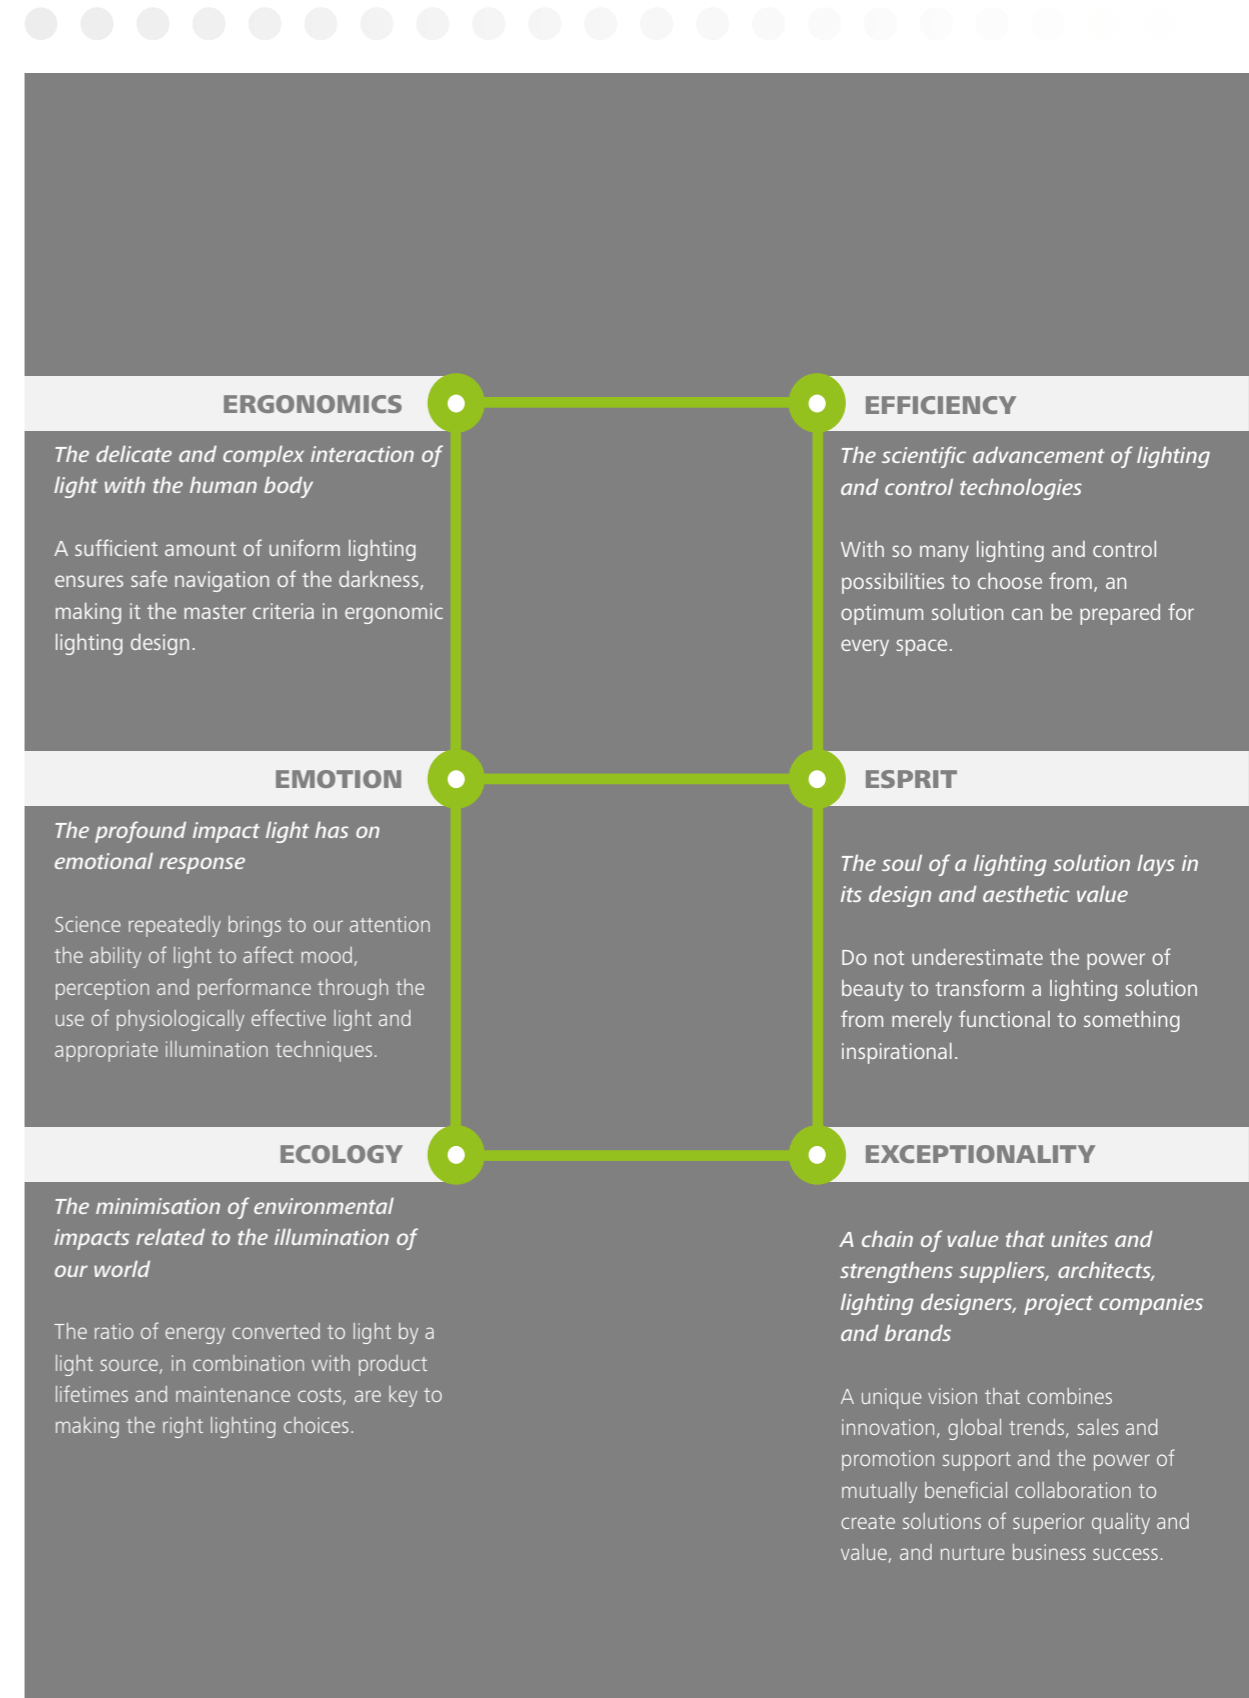 ERGONOMICS
The delicate and complex interaction of
light with the human body
A sufficient amount of uniform lighting
ensures safe navigation of the darkness,
making it the master criteria in ergonomic
lighting design.
EFFICIENCY
The scientific advancement of lighting
and control technologies
With so many lighting and control
possibilities to choose from, an
optimum solution can be prepared for
every space.
EMOTION
The profound impact light has on
emotional response
Science repeatedly brings to our attention
the ability of light to affect mood,
perception and performance through the
use of physiologically effective light and
appropriate illumination techniques.
ESPRIT
The soul of a lighting solution lays in
its design and aesthetic value
Do not underestimate the power of
beauty to transform a lighting solution
from merely functional to something
inspirational.
ECOLOGY
The minimisation of environmental
impacts related to the illumination of
our world
The ratio of energy converted to light by a
light source, in combination with product
lifetimes and maintenance costs, are key to
making the right lighting choices.
EXCEPTIONALITY
A chain of value that unites and
strengthens suppliers, architects,
lighting designers, project companies
and brands
A unique vision that combines
innovation, global trends, sales and
promotion support and the power of
mutually beneficial collaboration to
create solutions of superior quality and
value, and nurture business success.